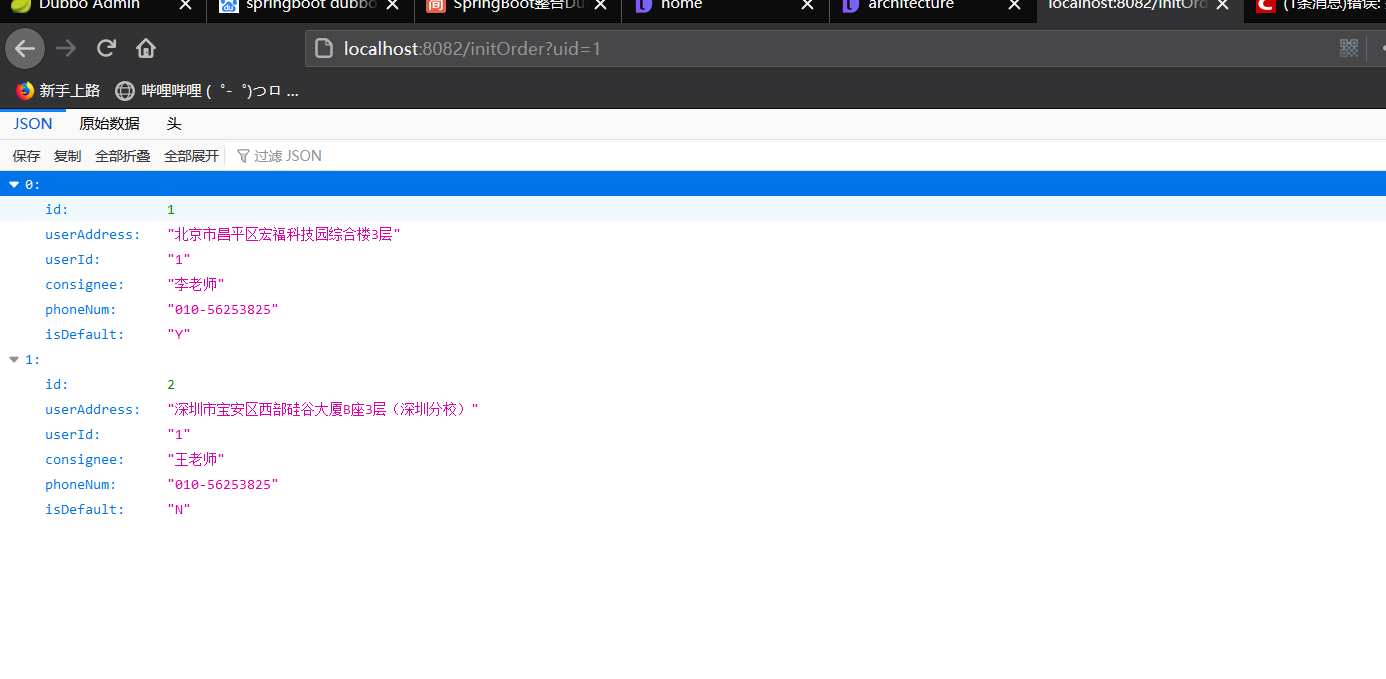 Dubbo Admin
springboot dubbo
SpringBoot整合Du
home
architecture
localhost:8082/initOrd
(1条消息)错误:
localhost:8082/initOrder?uid=1
新手上路
哔哩哔哩 ( ゜- ゜)つロ ...
JSON 原始数据 头
保存 复制 全部折叠 全部展开 过滤 JSON
0:
id: 1
userAddress: "北京市昌平区宏福科技园综合楼3层"
userId: "1"
consignee: "李老师"
phoneNum: "010-56253825"
isDefault: "Y"
1:
id: 2
userAddress: "深圳市宝安区西部硅谷大厦B座3层（深圳分校）"
userId: "1"
consignee: "王老师"
phoneNum: "010-56253825"
isDefault: "N"